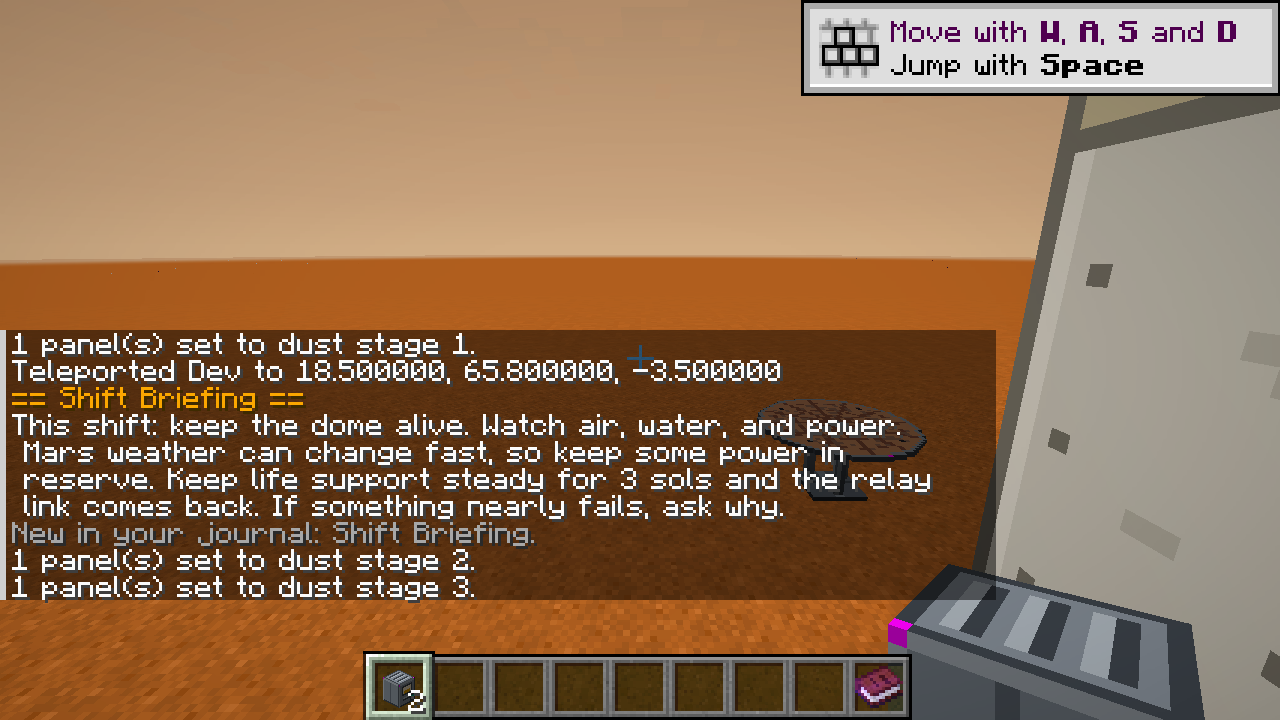 Move with W, A, S and D
Jump with Space
1 panel(s) set to dust stage 1.
Teleported Dev to 18.500000, 65.800000, −3.500000
== Shift Briefing ==
This shift: keep the dome alive. Watch air, water, and power.
Mars weather can change fast, so keep some power in
reserve. Keep life support steady for 3 sols and the relay
link comes back. If something nearly fails, ask why.
New in your journal: Shift Briefing.
1 panel(s) set to dust stage 2.
1 panel(s) set to dust stage 3.
2